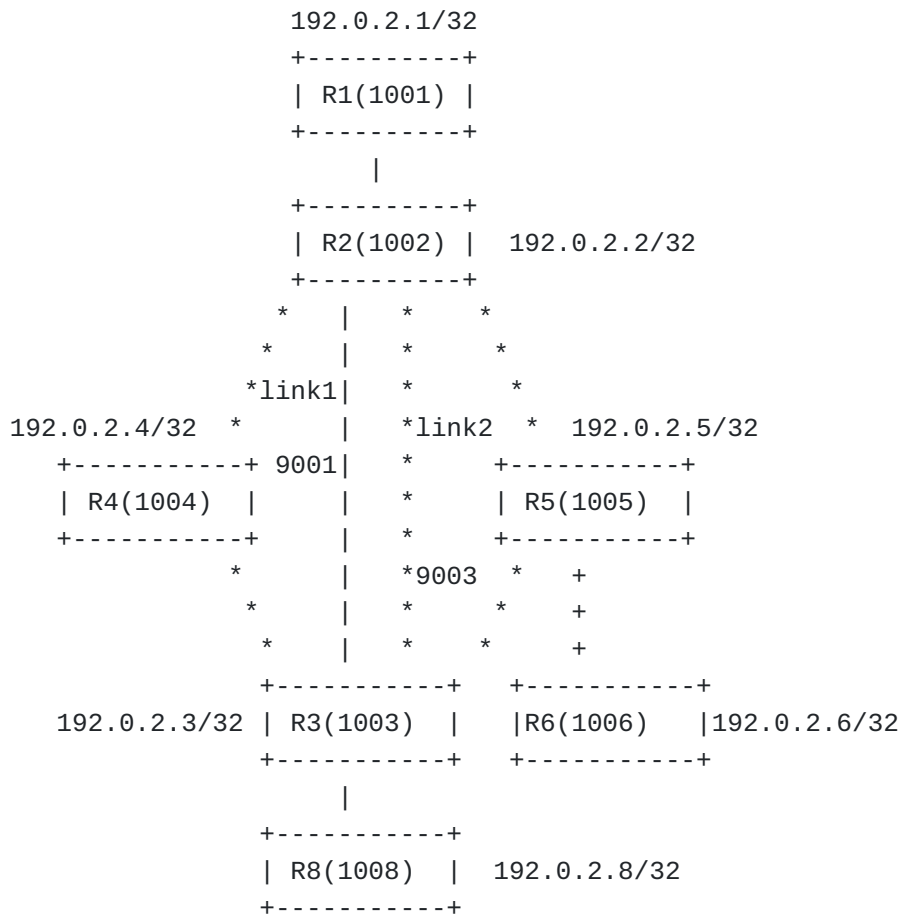 192.0.2.1/32
+----------+
| R1(1001) |
+----------+
|
+----------+
| R2(1002) |  192.0.2.2/32
+----------+
*   |   *    *
*    |   *     *
*link1|   *      *
192.0.2.4/32  *      |   *link2  *  192.0.2.5/32
+-----------+ 9001|   *     +-----------+
| R4(1004)  |     |   *     | R5(1005)  |
+-----------+     |   *     +-----------+
*      |   *9003  *   +
*     |   *     *    +
*    |   *    *     +
+-----------+   +-----------+
192.0.2.3/32 | R3(1003)  |   |R6(1006)   |192.0.2.6/32
+-----------+   +-----------+
|
+-----------+
| R8(1008)  |  192.0.2.8/32
+-----------+